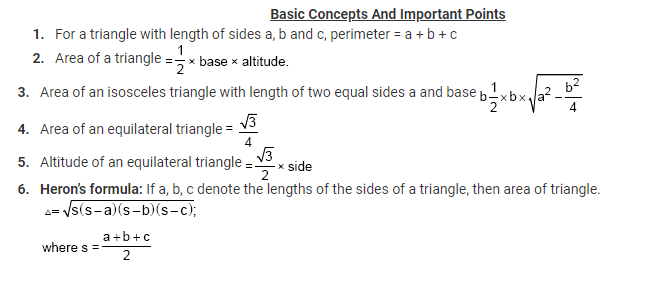 Basic Concepts And Important Points
1. For a triangle with length of sides a, b and c, perimeter = a + b + c
2. Area of a triangle = 1/2 × base × altitude.
3. Area of an isosceles triangle with length of two equal sides a and base b = 1/2 × b × √(a² − b²/4)
4. Area of an equilateral triangle = √3/4
5. Altitude of an equilateral triangle = √3/2 × side
6. Heron's formula: If a, b, c denote the lengths of the sides of a triangle, then area of triangle.
△= √s(s−a)(s−b)(s−c);
where s = a+b+c/2